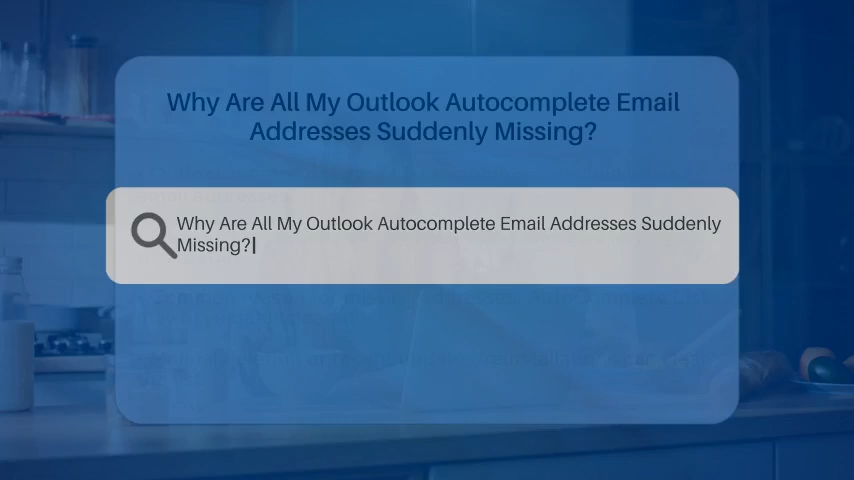 Why Are All My Outlook Autocomplete Email
Addresses Suddenly Missing?
Why Are All My Outlook Autocomplete Email Addresses Suddenly
Missing?